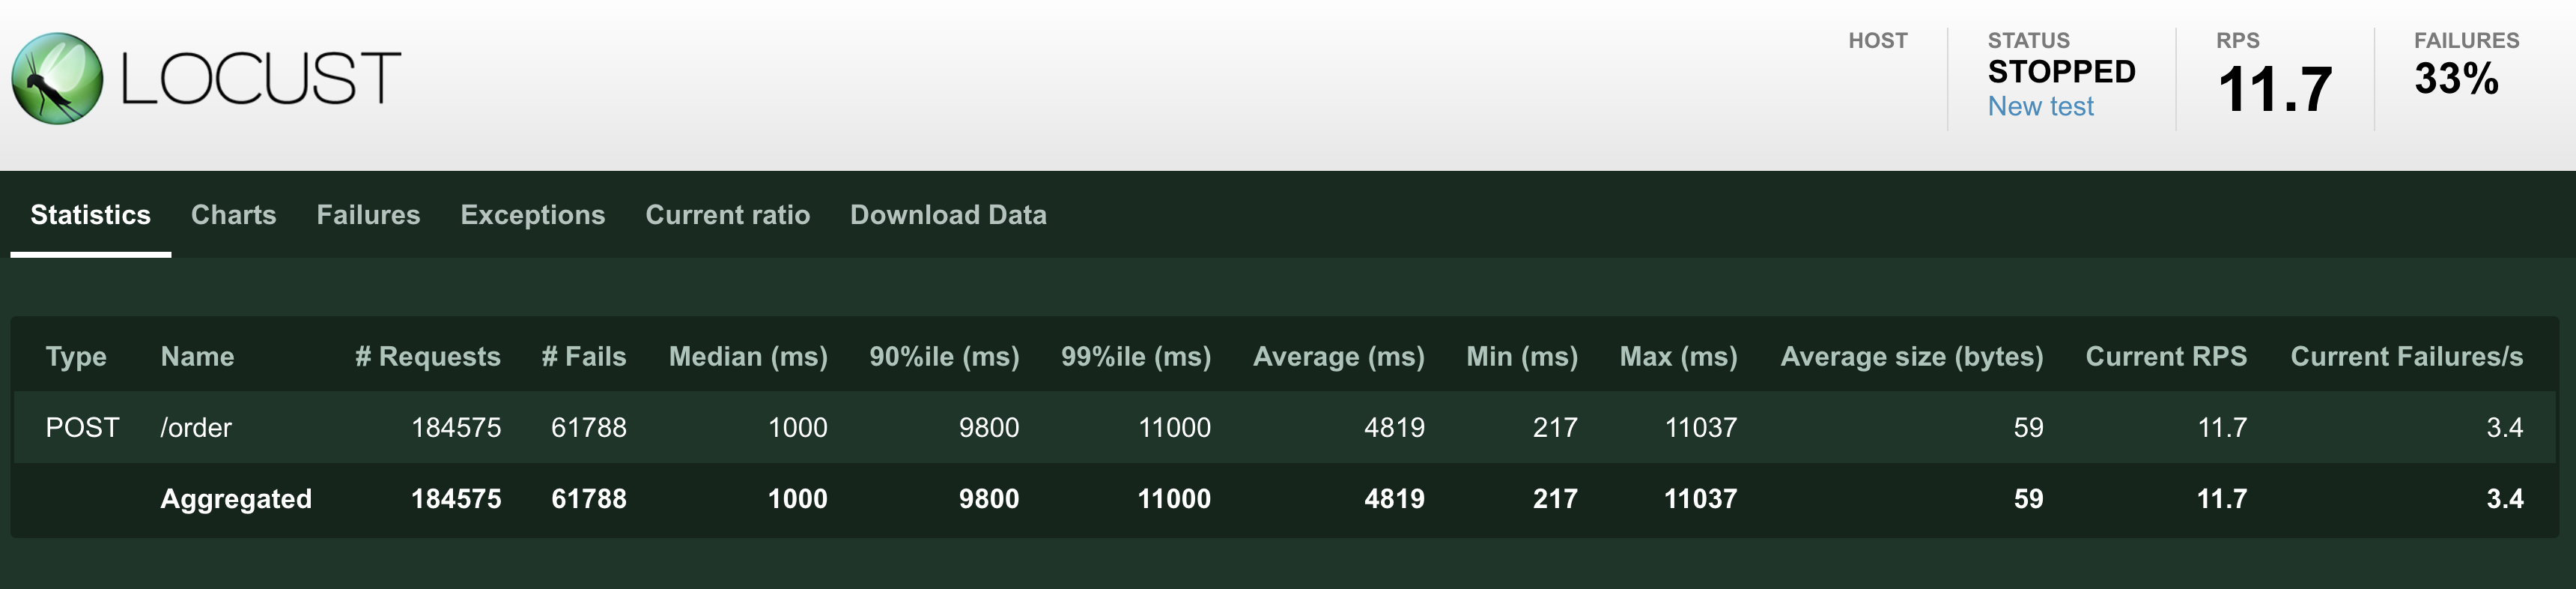 LOCUST
HOST
STATUS
STOPPED
New test
RPS
11.7
FAILURES
33%
Statistics Charts Failures Exceptions Current ratio Download Data
Type Name # Requests # Fails Median (ms) 90%ile (ms) 99%ile (ms) Average (ms) Min (ms) Max (ms) Average size (bytes) Current RPS Current Failures/s
POST /order 184575 61788 1000 9800 11000 4819 217 11037 59 11.7 3.4
Aggregated 184575 61788 1000 9800 11000 4819 217 11037 59 11.7 3.4